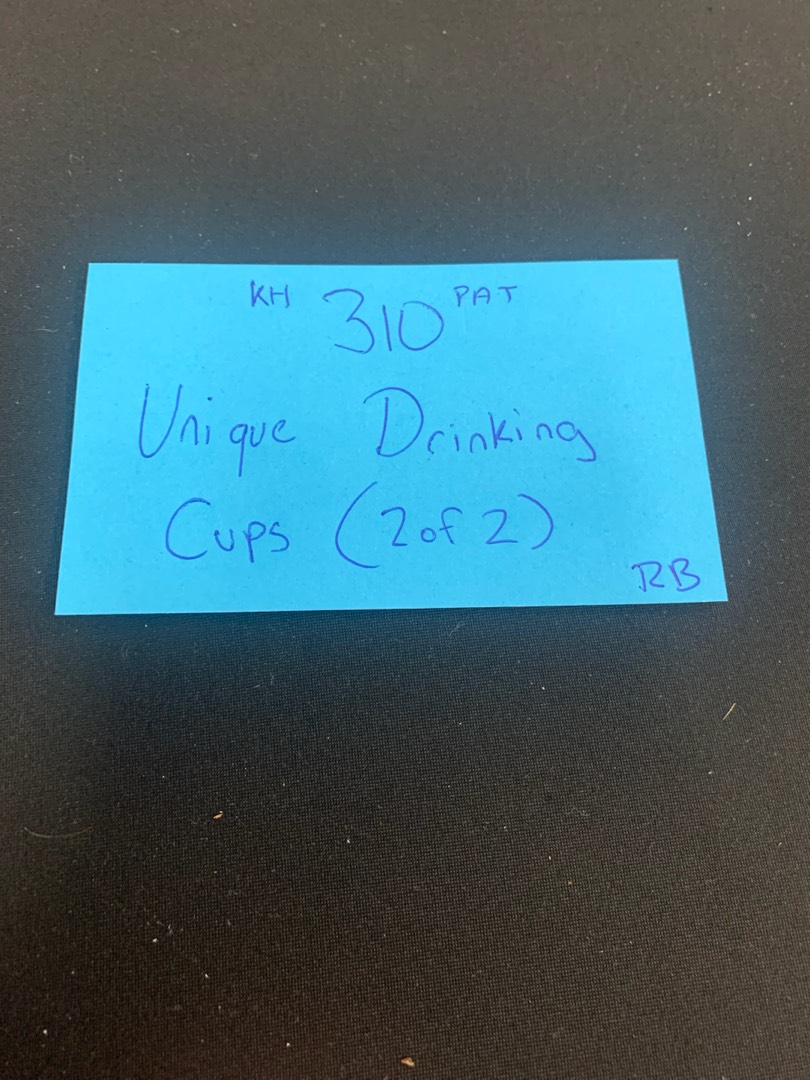 KH 310 PAT
Unique Drinking
Cups (2 of 2)
RB